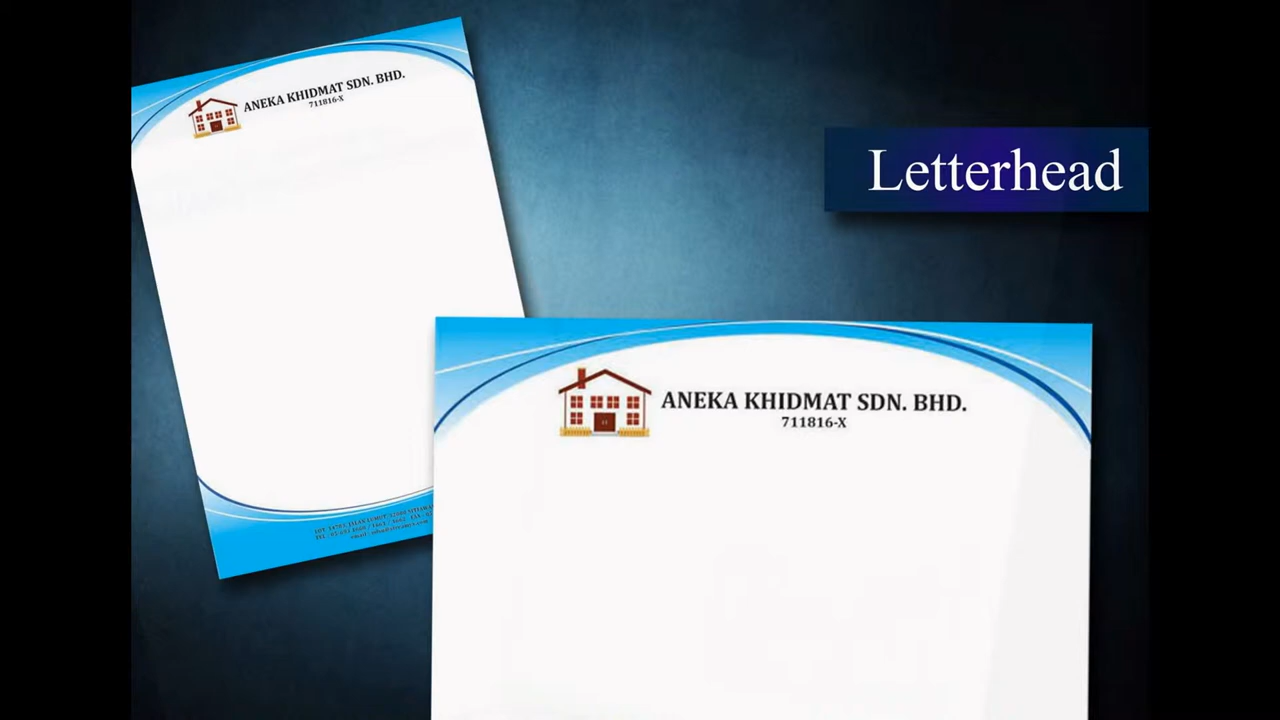 ANEKA KHIDMAT SDN. BHD.
711816-X
Letterhead
ANEKA KHIDMAT SDN. BHD.
711816-X